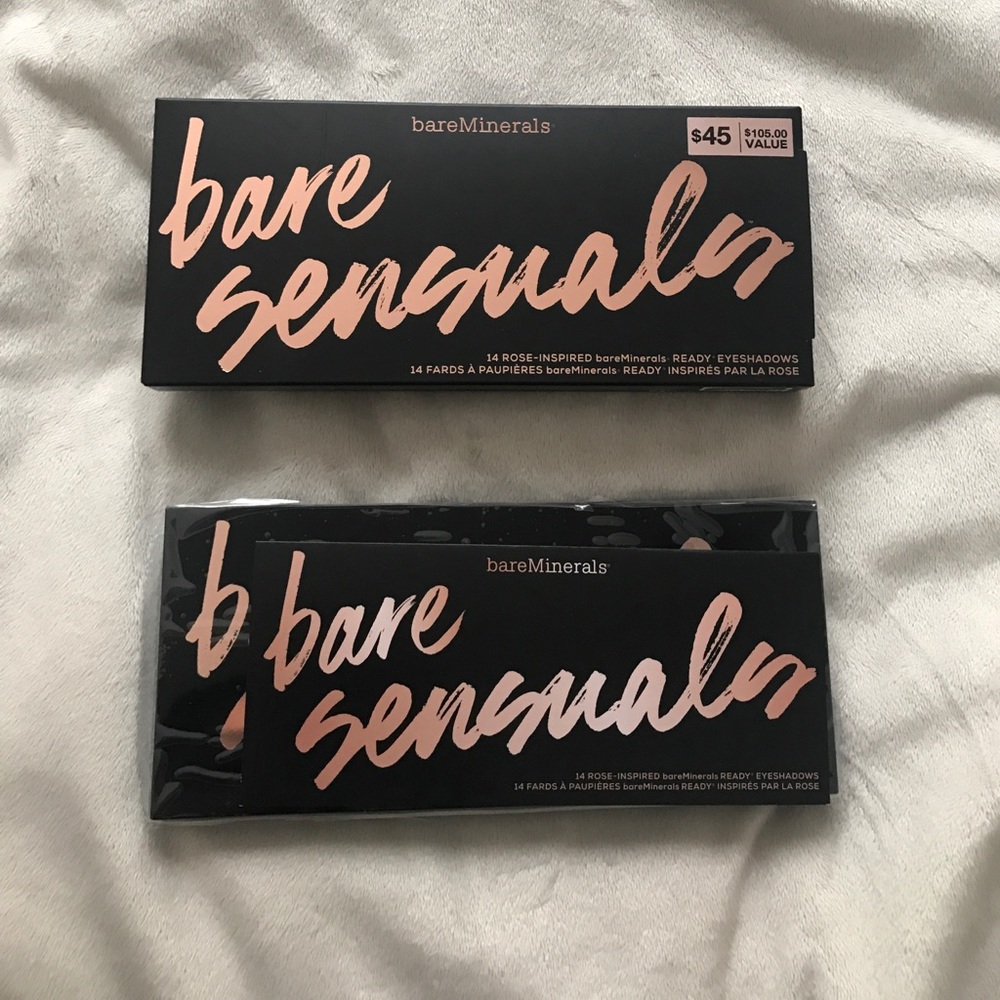 bareMinerals
$45 $105.00
VALUE
bare
sensuals
14 ROSE-INSPIRED bareMinerals READY EYESHADOWS
14 FARDS À PAUPIÈRES bareMinerals READY INSPIRÉS PAR LA ROSE
b
bareMinerals
bare
sensuals
14 ROSE-INSPIRED bareMinerals READY EYESHADOWS
14 FARDS À PAUPIÈRES bareMinerals READY INSPIRÉS PAR LA ROSE